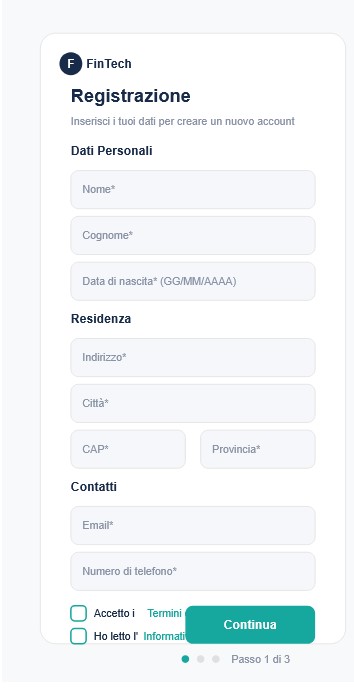 F FinTech
Registrazione
Inserisci i tuoi dati per creare un nuovo account
Dati Personali
Nome*
Cognome*
Data di nascita* (GG/MM/AAAA)
Residenza
Indirizzo*
Città*
CAP* Provincia*
Contatti
Email*
Numero di telefono*
Accetto i Termini
Continua
Ho letto l'
Passo 1 di 3